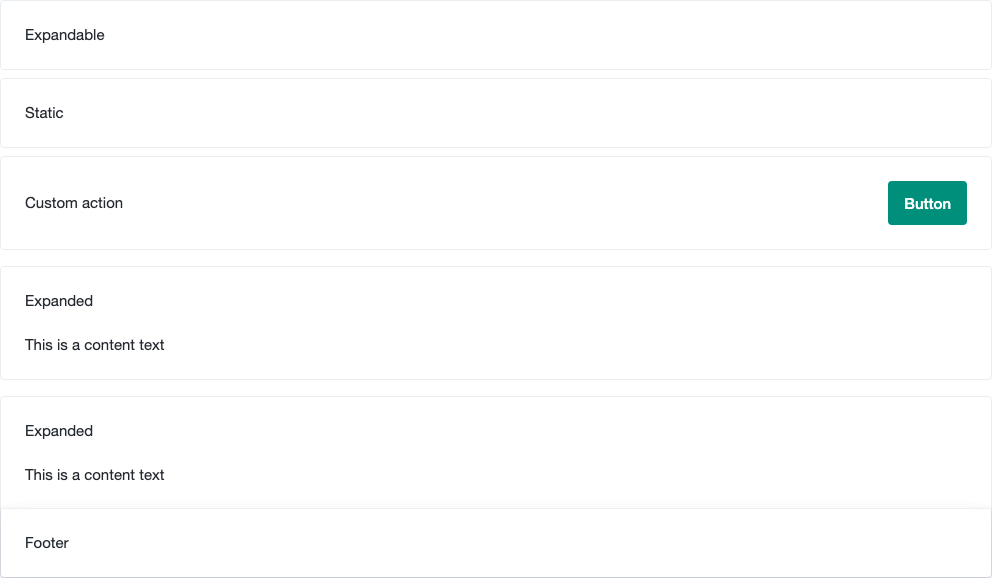 Expandable
Static
Custom action
Button
Expanded
This is a content text
Expanded
This is a content text
Footer